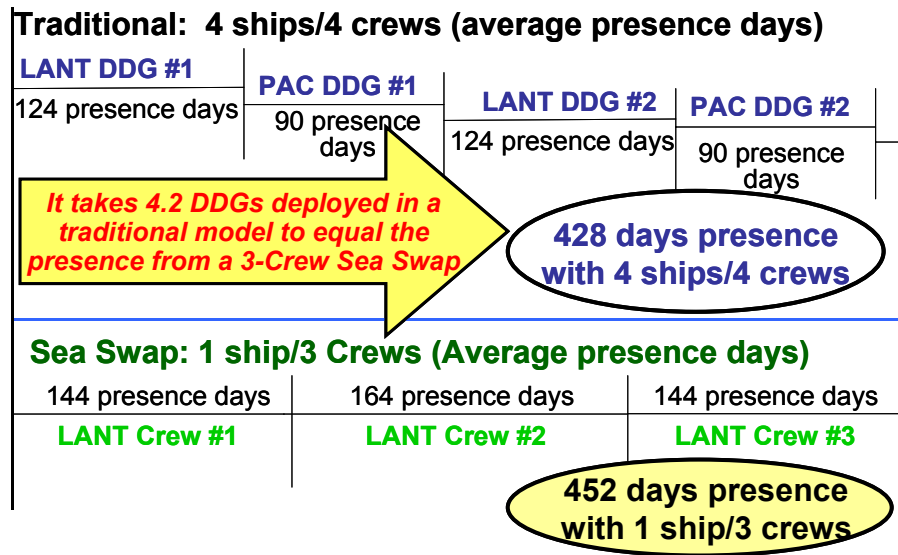 Traditional:  4 ships/4 crews (average presence days)
LANT DDG #1
124 presence days
PAC DDG #1
90 presence
days
LANT DDG #2
124 presence days
PAC DDG #2
90 presence
days
It takes 4.2 DDGs deployed in a
traditional model to equal the
presence from a 3-Crew Sea Swap
428 days presence
with 4 ships/4 crews
Sea Swap: 1 ship/3 Crews (Average presence days)
144 presence days
164 presence days
144 presence days
LANT Crew #1
LANT Crew #2
LANT Crew #3
452 days presence
with 1 ship/3 crews